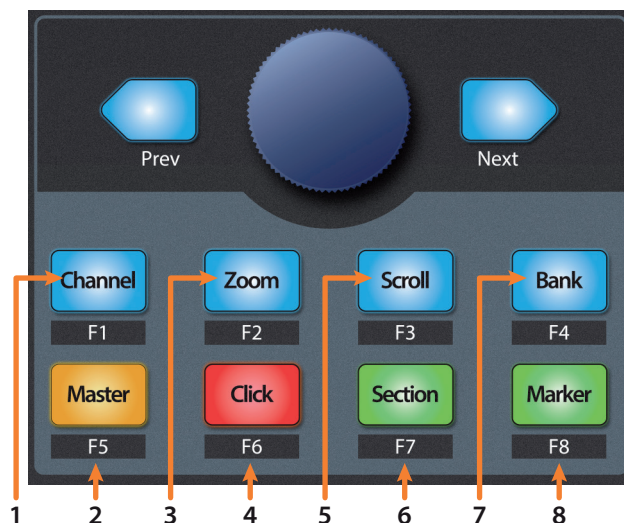 Prev Next
Channel Zoom Scroll Bank
F1 F2 F3 F4
Master Click Section Marker
F5 F6 F7 F8
1 2 3 4 5 6 7 8